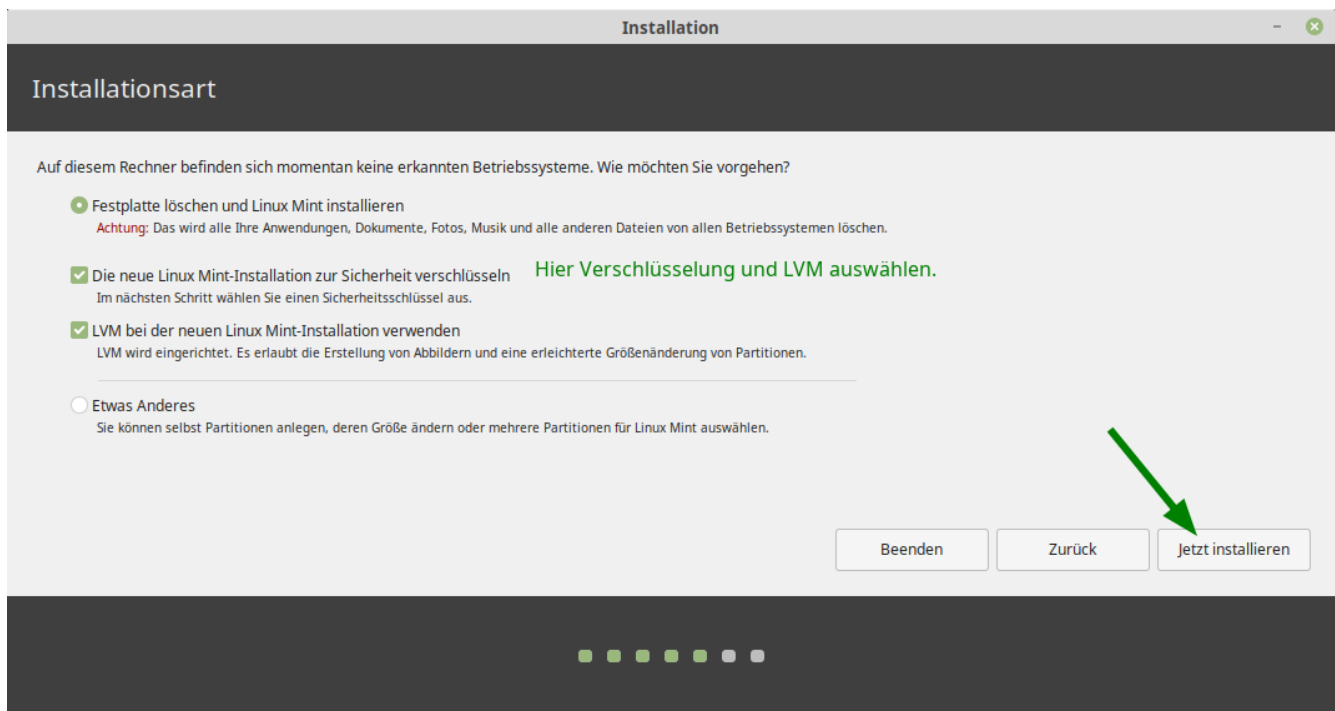 Installation
Installationsart
Auf diesem Rechner befinden sich momentan keine erkannten Betriebssysteme. Wie möchten Sie vorgehen?
Festplatte löschen und Linux Mint installieren
Achtung: Das wird alle Ihre Anwendungen, Dokumente, Fotos, Musik und alle anderen Dateien von allen Betriebssystemen löschen.
Die neue Linux Mint-Installation zur Sicherheit verschlüsseln
Hier Verschlüsselung und LVM auswählen.
Im nächsten Schritt wählen Sie einen Sicherheitsschlüssel aus.
LVM bei der neuen Linux Mint-Installation verwenden
LVM wird eingerichtet. Es erlaubt die Erstellung von Abbildern und eine erleichterte Größenänderung von Partitionen.
Etwas Anderes
Sie können selbst Partitionen anlegen, deren Größe ändern oder mehrere Partitionen für Linux Mint auswählen.
Beenden
Zurück
Jetzt installieren